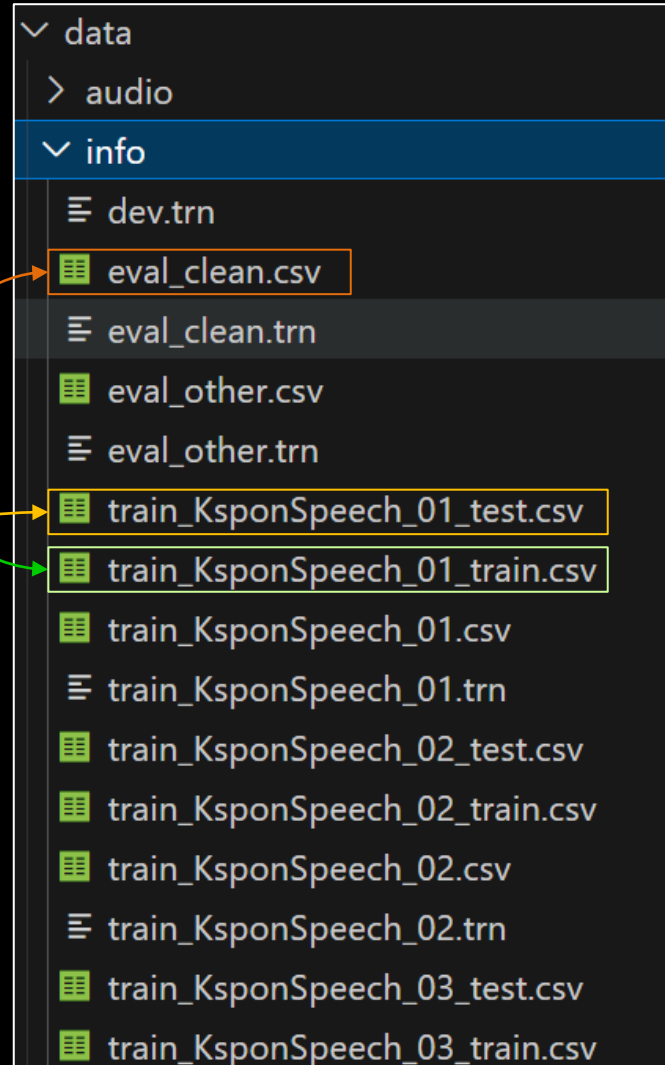 data
audio
info
dev.trn
eval_clean.csv
eval_clean.trn
eval_other.csv
eval_other.trn
train_KsponSpeech_01_test.csv
train_KsponSpeech_01_train.csv
train_KsponSpeech_01.csv
train_KsponSpeech_01.trn
train_KsponSpeech_02_test.csv
train_KsponSpeech_02_train.csv
train_KsponSpeech_02.csv
train_KsponSpeech_02.trn
train_KsponSpeech_03_test.csv
train_KsponSpeech_03_train.csv